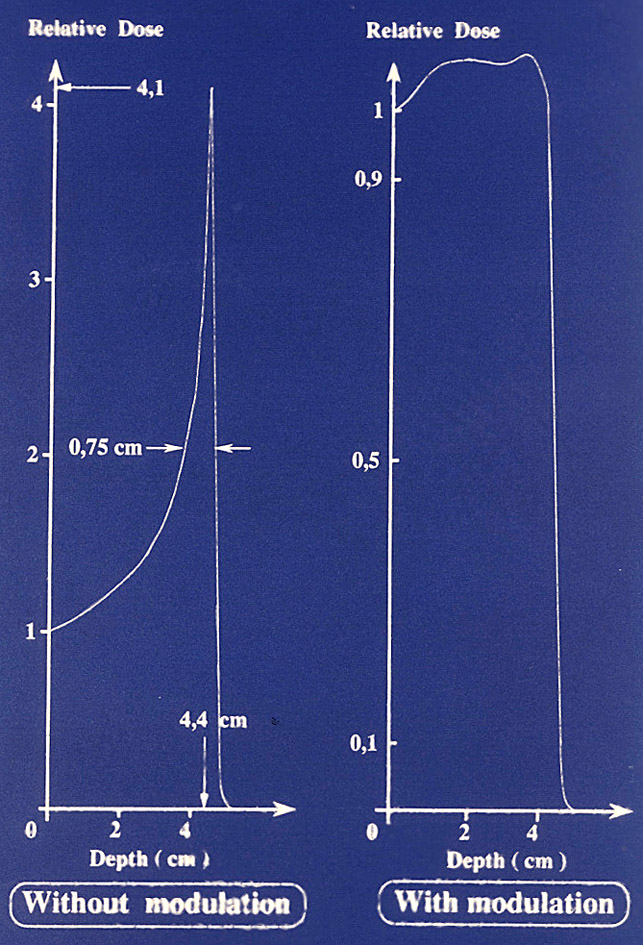 Relative Dose
4,1
4
3
0,75 cm
2
1
4,4 cm
0
2
4
Depth ( cm )
Without modulation
Relative Dose
1
0,9
0,5
0,1
0
2
4
Depth ( cm )
With modulation